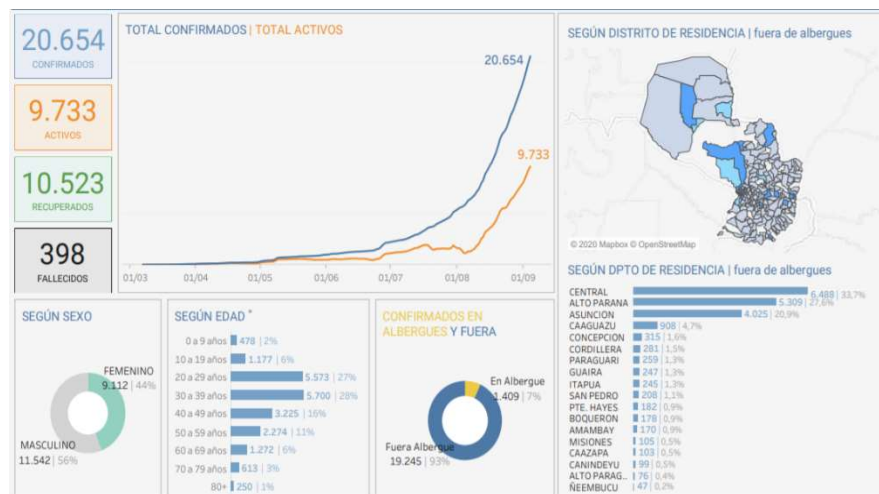 20.654
CONFIRMADOS
9.733
ACTIVOS
10.523
RECUPERADOS
398
FALLECIDOS
TOTAL CONFIRMADOS | TOTAL ACTIVOS
20.654
9.733
01/03 01/04 01/05 01/06 01/07 01/08 01/09
SEGÚN DISTRITO DE RESIDENCIA | fuera de albergues
© 2020 Mapbox © OpenStreetMap
SEGÚN DPTO DE RESIDENCIA | fuera de albergues
CENTRAL 6.488 | 33,7%
ALTO PARANA 5.309 | 27,6%
ASUNCION 4.025 | 20,9%
CAAGUAZU 908 | 4,7%
CONCEPCION 315 | 1,6%
CORDILLERA 281 | 1,5%
PARAGUARI 259 | 1,3%
GUAIRA 247 | 1,3%
ITAPUA 245 | 1,3%
SAN PEDRO 208 | 1,1%
PTE. HAYES 182 | 0,9%
BOQUERON 178 | 0,9%
AMAMBAY 170 | 0,9%
MISIONES 105 | 0,5%
CAAZAPA 103 | 0,5%
CANINDEYU 99 | 0,5%
ALTO PARAG.. 76 | 0,4%
ÑEEMBUCU 47 | 0,2%
SEGÚN SEXO
FEMENINO
9.112 | 44%
MASCULINO
11.542 | 56%
SEGÚN EDAD *
0 a 9 años 478 | 2%
10 a 19 años 1.177 | 6%
20 a 29 años 5.573 | 27%
30 a 39 años 5.700 | 28%
40 a 49 años 3.225 | 16%
50 a 59 años 2.274 | 11%
60 a 69 años 1.272 | 6%
70 a 79 años 613 | 3%
80+ 250 | 1%
CONFIRMADOS EN
ALBERGUES Y FUERA
En Albergue
1.409 | 7%
Fuera Albergue
19.245 | 93%